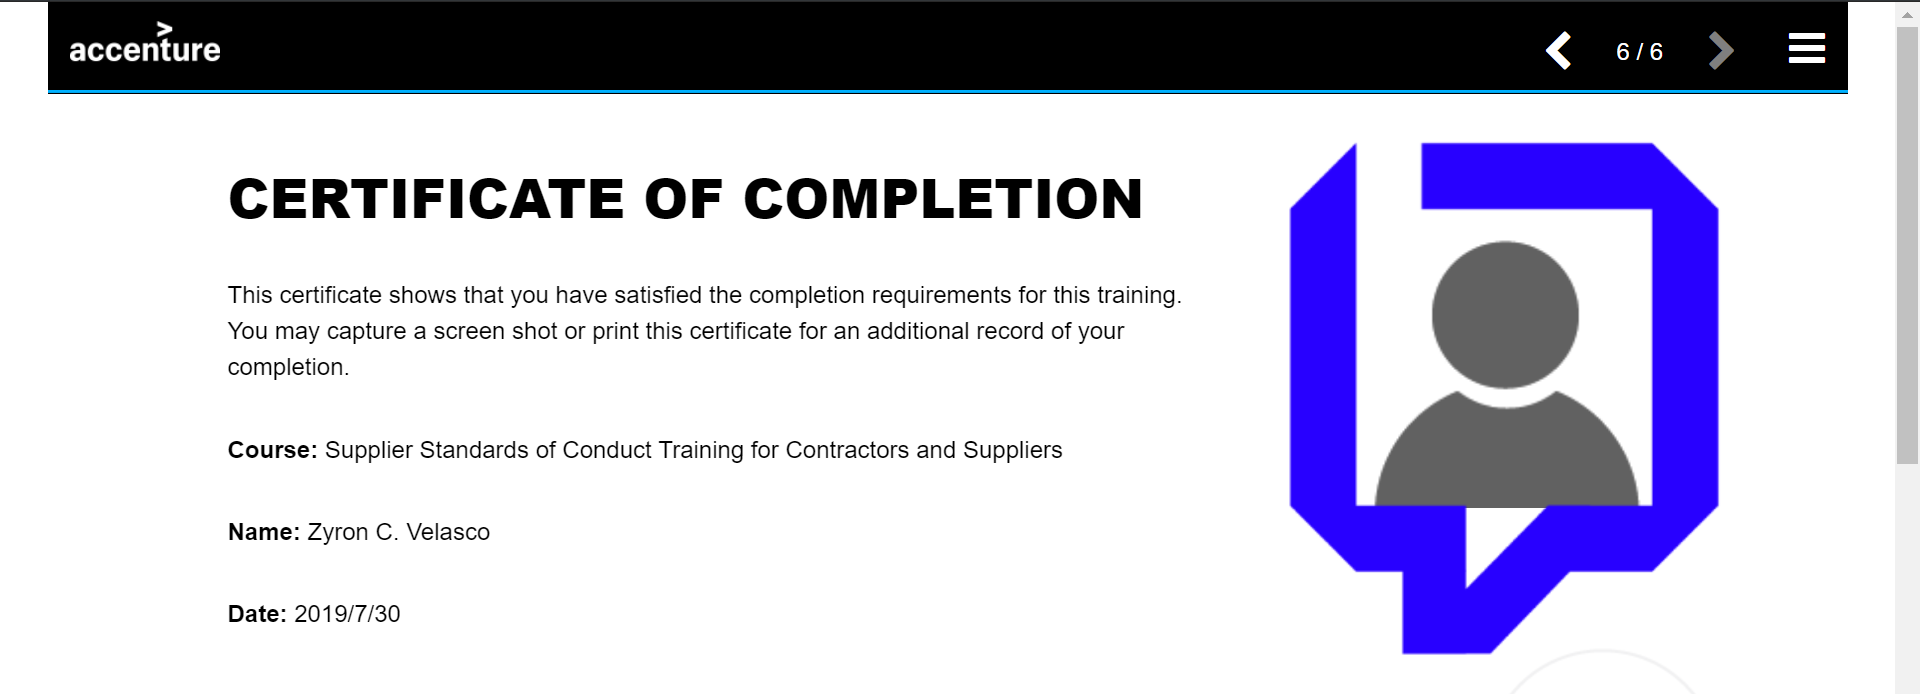 accenture
6 / 6
CERTIFICATE OF COMPLETION
This certificate shows that you have satisfied the completion requirements for this training.
You may capture a screen shot or print this certificate for an additional record of your
completion.
Course: Supplier Standards of Conduct Training for Contractors and Suppliers
Name: Zyron C. Velasco
Date: 2019/7/30